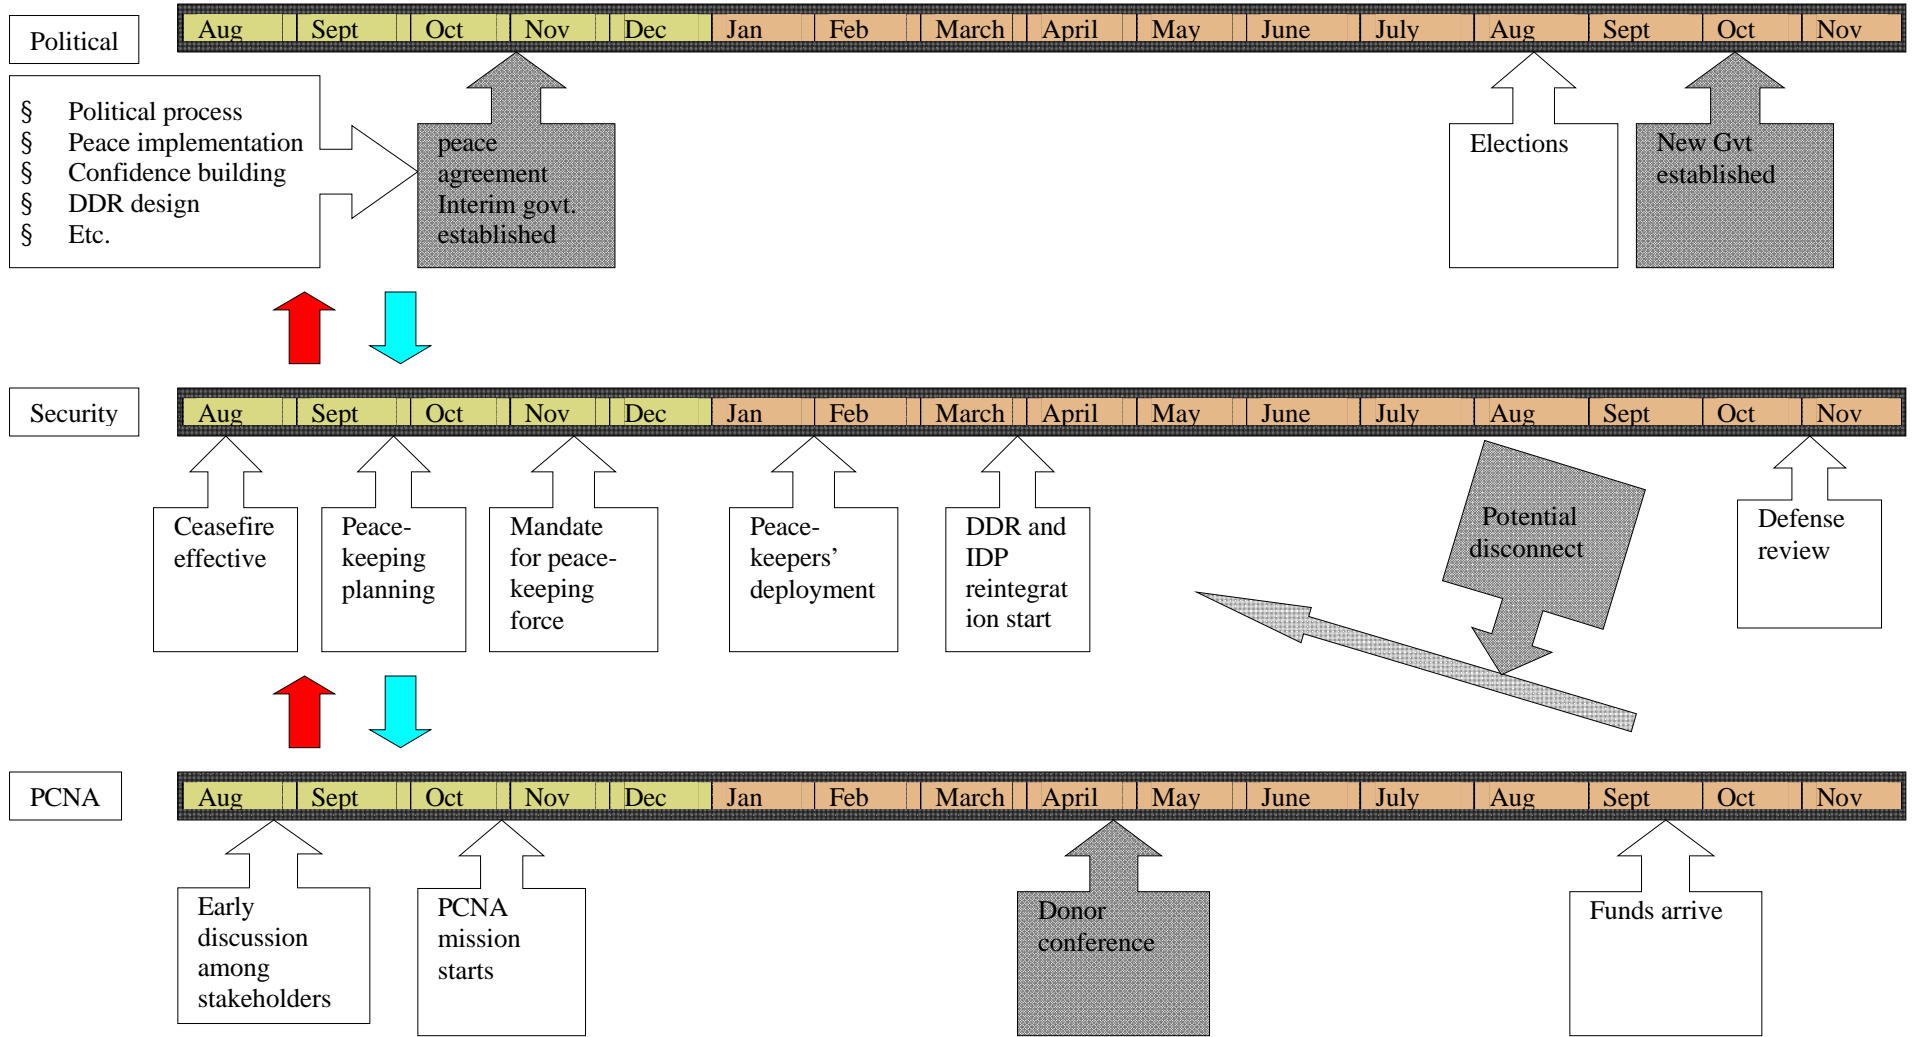 Political
Aug Sept Oct Nov Dec Jan Feb March April May June July Aug Sept Oct Nov
§ Political process
§ Peace implementation
§ Confidence building
§ DDR design
§ Etc.
peace
agreement
Interim govt.
established
Elections
New Gvt
established
Security
Aug Sept Oct Nov Dec Jan Feb March April May June July Aug Sept Oct Nov
Ceasefire
effective
Peace-
keeping
planning
Mandate
for peace-
keeping
force
Peace-
keepers’
deployment
DDR and
IDP
reintegrat
ion start
Potential
disconnect
Defense
review
PCNA
Aug Sept Oct Nov Dec Jan Feb March April May June July Aug Sept Oct Nov
Early
discussion
among
stakeholders
PCNA
mission
starts
Donor
conference
Funds arrive